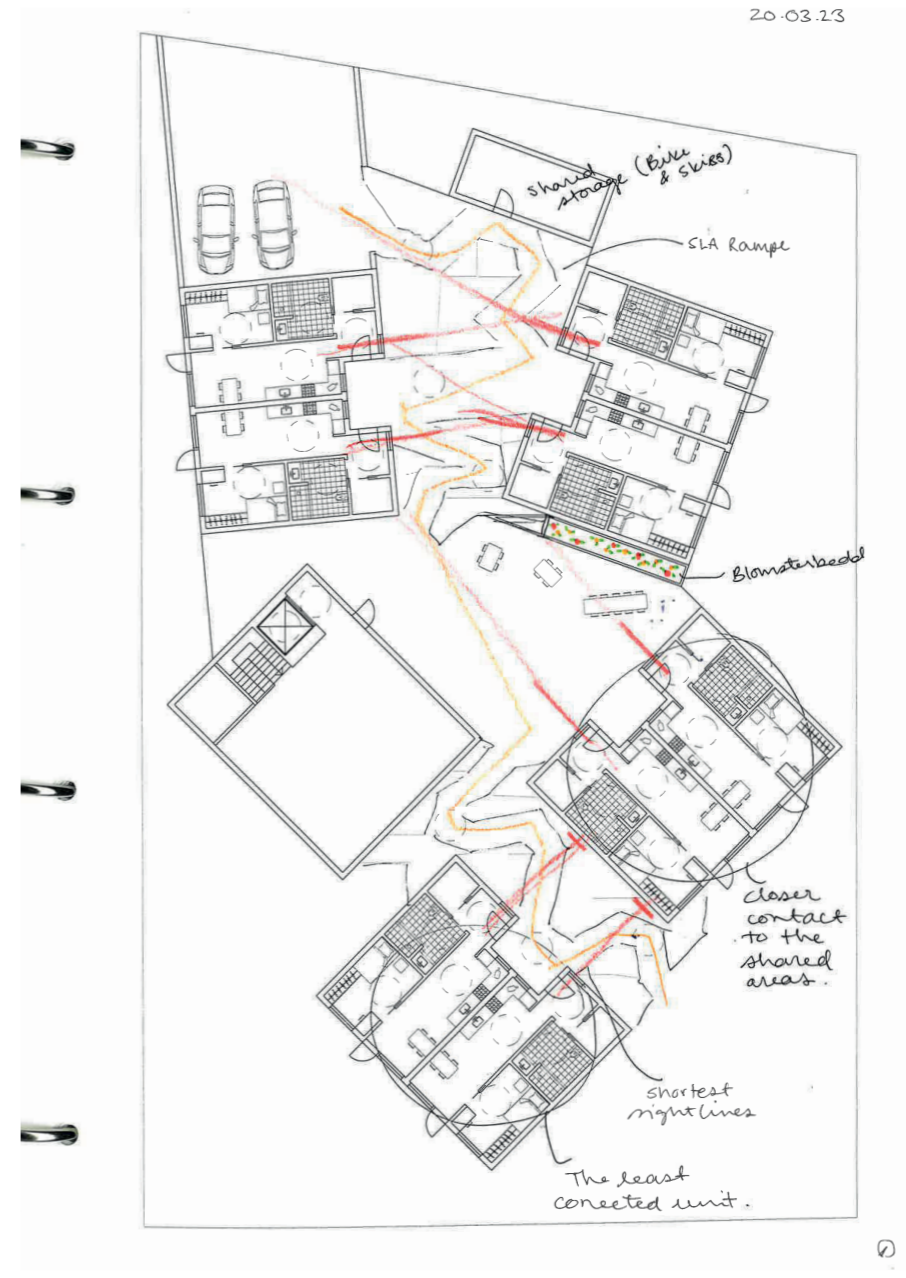 20.03.23
shared
storage (Bike
& Skies)
SLA Rampe
Blomsterbedd
closer
contact
to the
shared
areas.
shortest
sightlines
The least
conected unit.